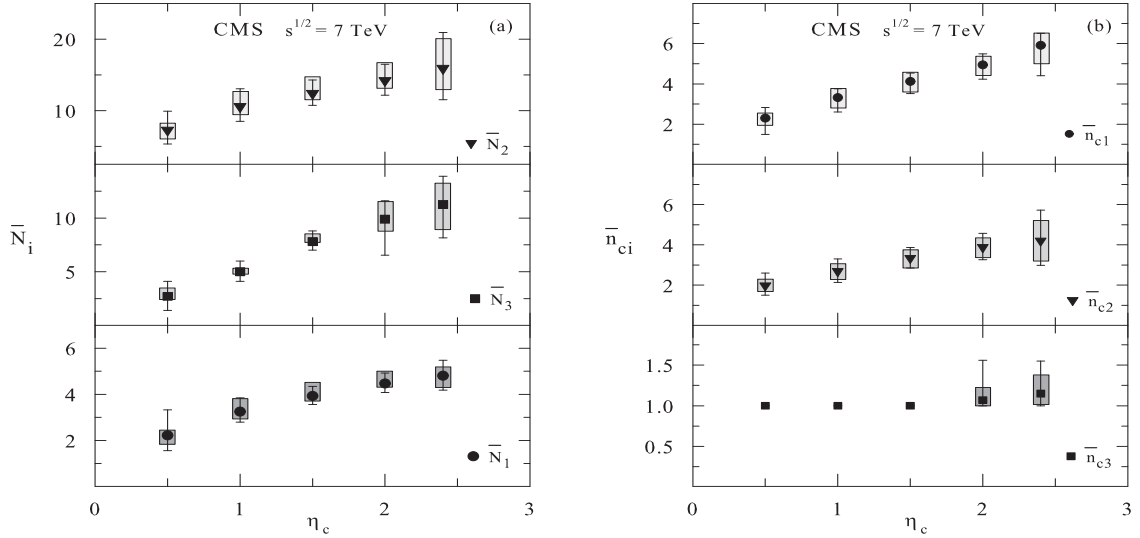 CMS s^{1/2} = 7 TeV (a)
20
10
N̅₂
N̅ᵢ
10
5
N̅₃
6
4
2
N̅₁
0 1 2 3
η_c
CMS s^{1/2} = 7 TeV (b)
6
4
2
n̅_{c1}
n̅_{ci}
6
4
2
n̅_{c2}
1.5
1.0
0.5
n̅_{c3}
0 1 2 3
η_c